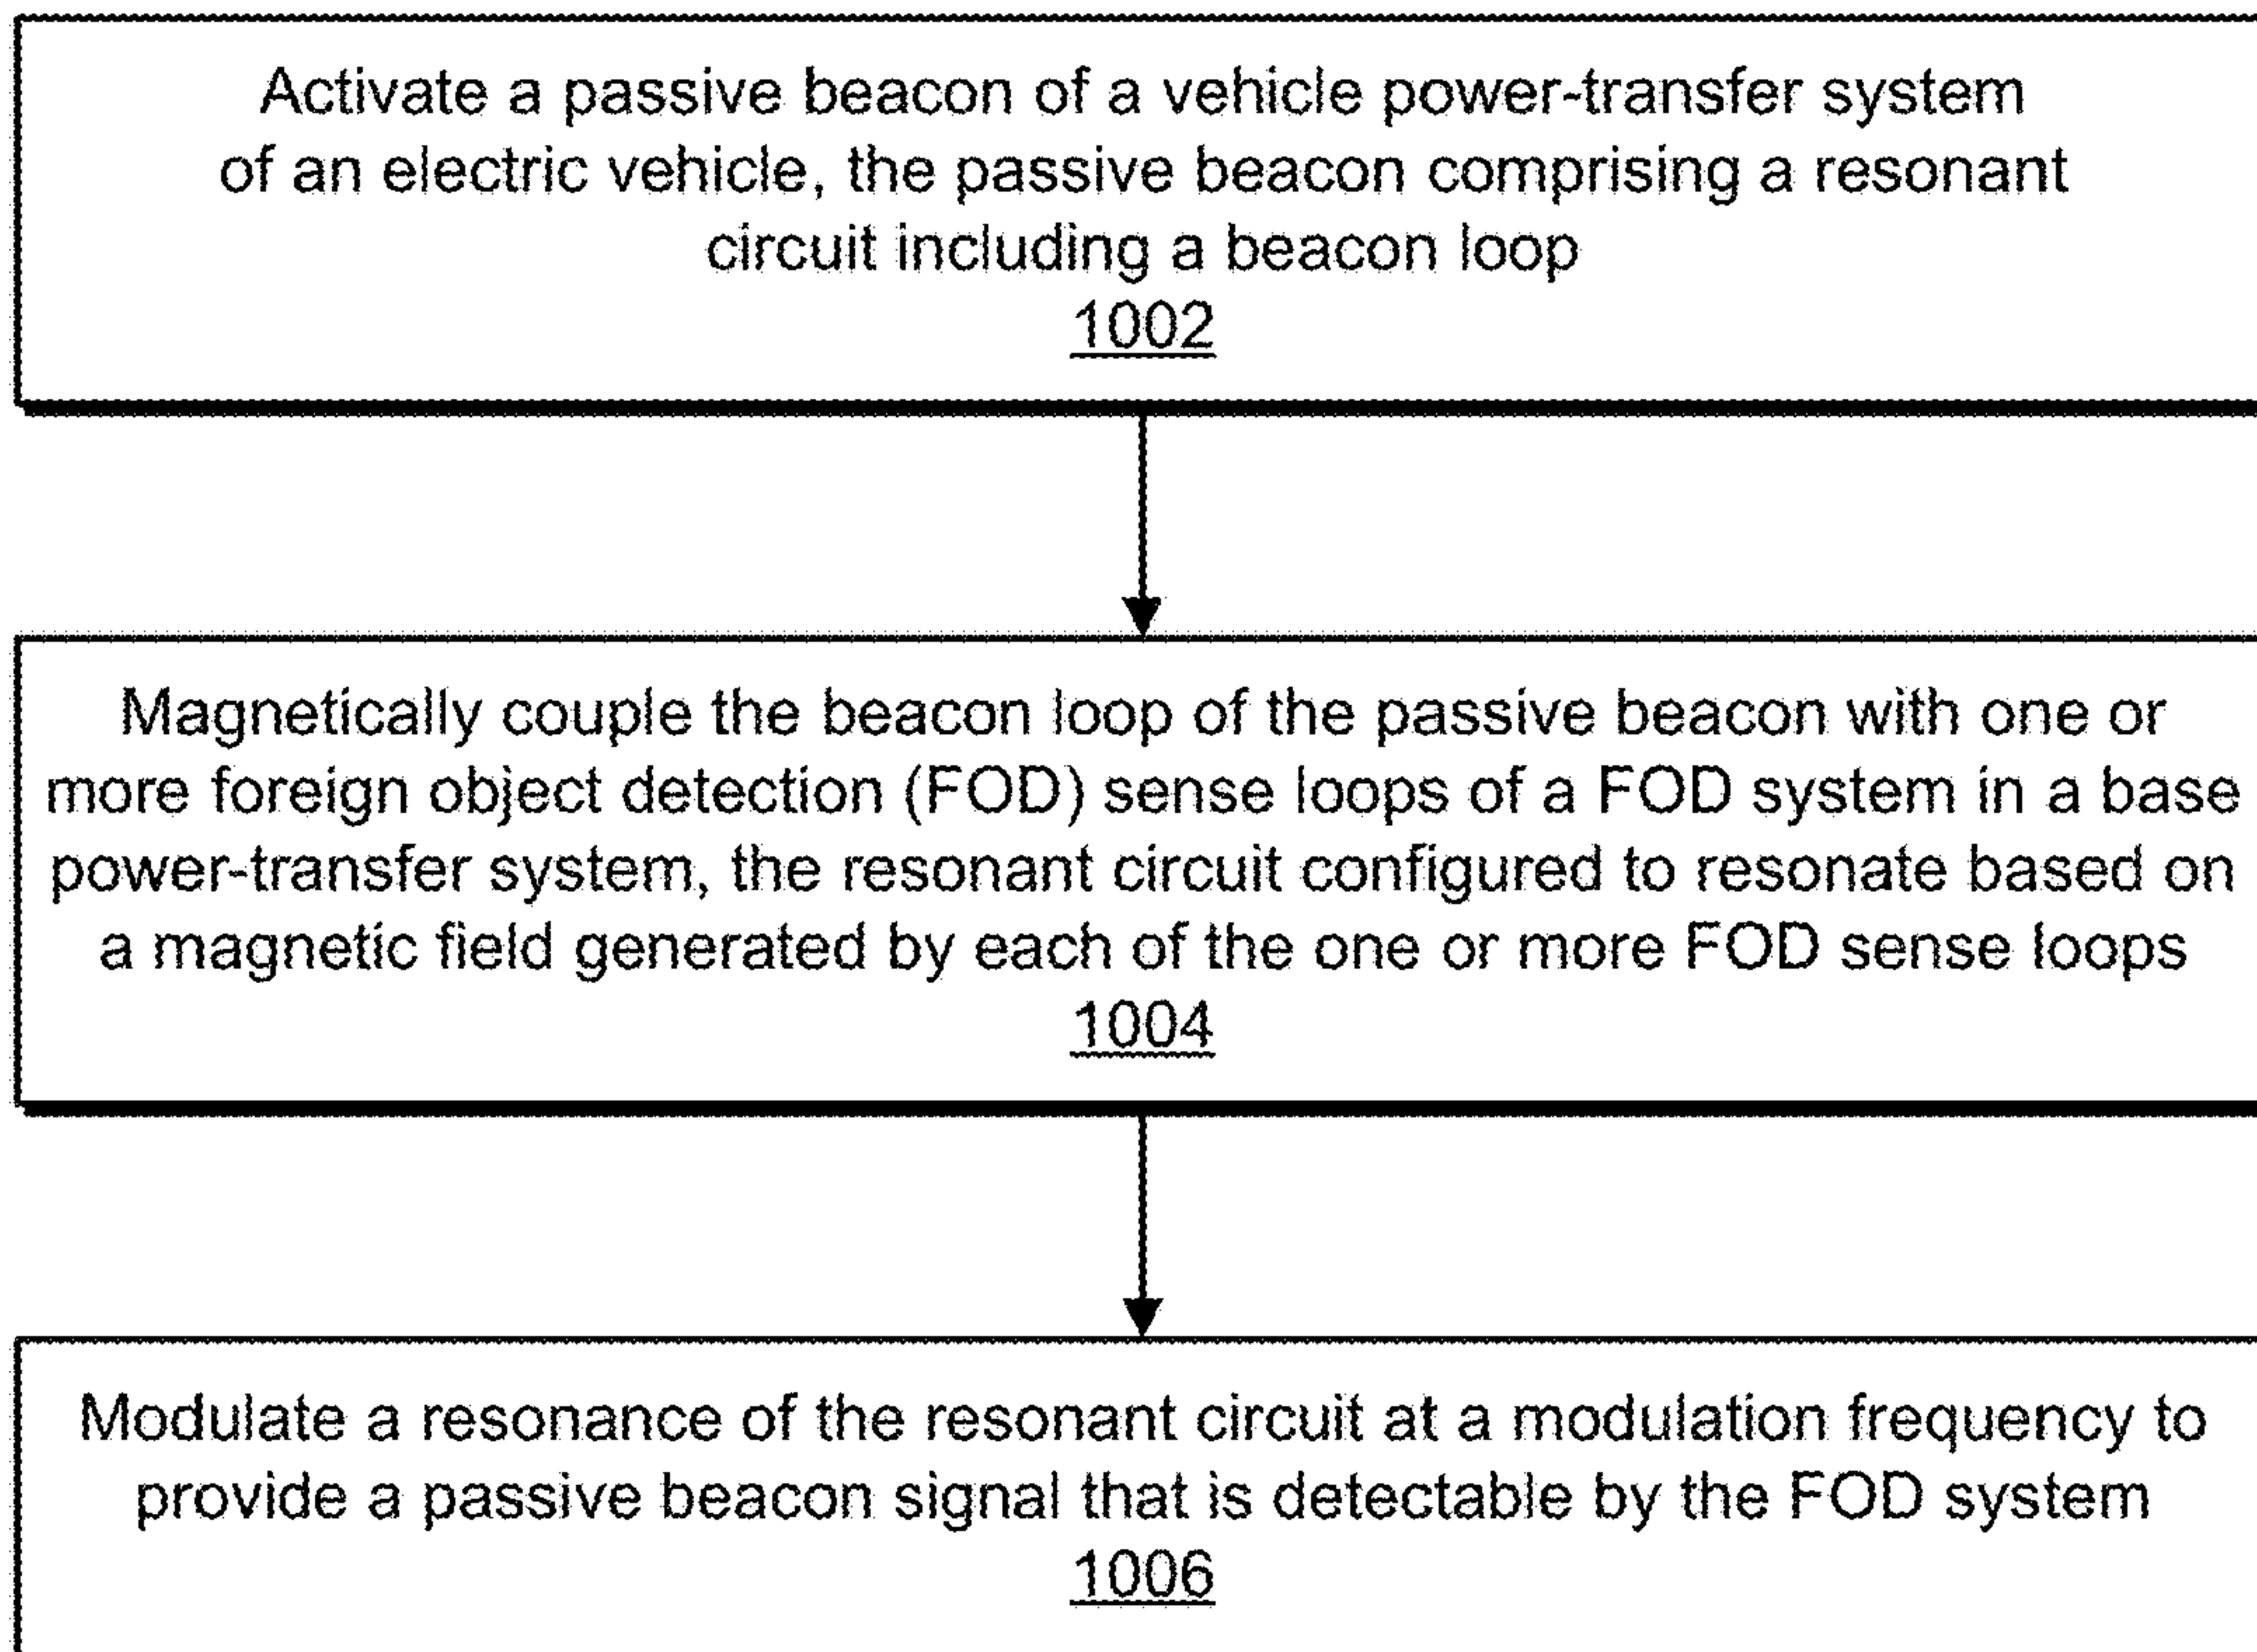 Activate a passive beacon of a vehicle power-transfer system
of an electric vehicle, the passive beacon comprising a resonant
circuit including a beacon loop
1002
Magnetically couple the beacon loop of the passive beacon with one or
more foreign object detection (FOD) sense loops of a FOD system in a base
power-transfer system, the resonant circuit configured to resonate based on
a magnetic field generated by each of the one or more FOD sense loops
1004
Modulate a resonance of the resonant circuit at a modulation frequency to
provide a passive beacon signal that is detectable by the FOD system
1006